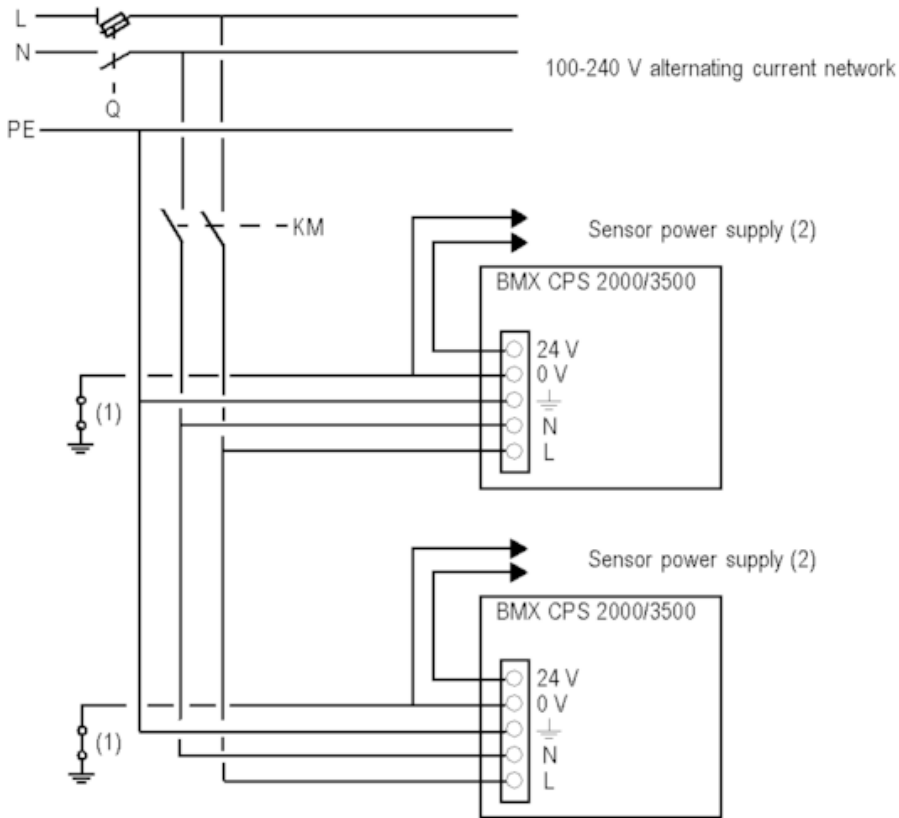 L
N
100-240 V alternating current network
Q
PE
KM
Sensor power supply (2)
BMX CPS 2000/3500
24 V
0 V
(1)
N
L
Sensor power supply (2)
BMX CPS 2000/3500
24 V
0 V
(1)
N
L